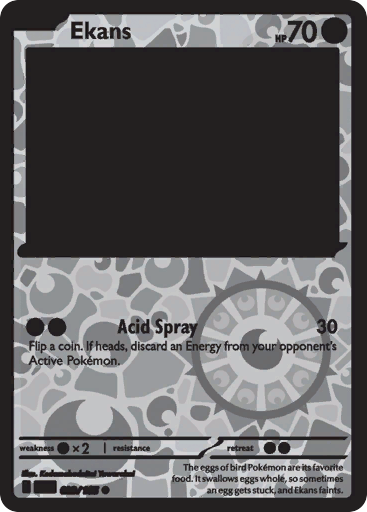 Ekans
HP 70
Acid Spray 30
Flip a coin. If heads, discard an Energy from your opponent's
Active Pokémon.
weakness × 2 resistance retreat
The eggs of bird Pokémon are its favorite
food. It swallows eggs whole, so sometimes
an egg gets stuck, and Ekans faints.